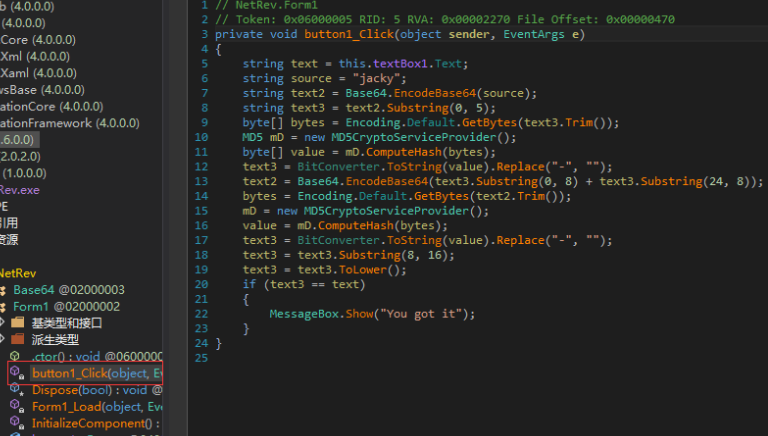 b (4.0.0.0)
(4.0.0.0)
Core (4.0.0.0)
Xml (4.0.0.0)
Xaml (4.0.0.0)
wsBase (4.0.0.0)
ationCore (4.0.0.0)
ationFramework (4.0.0.0)
.6.0.0)
2.0.2.0)
(1.0.0.0)
Rev.exe
PE
引用
资源
NetRev
Base64 @02000003
Form1 @02000002
基类型和接口
派生类型
.ctor() : void @0600000
button1_Click(object, Ev
Dispose(bool) : void @
Form1_Load(object, Eve
InitializeComponent() :
1 // NetRev.Form1
2 // Token: 0x06000005 RID: 5 RVA: 0x00002270 File Offset: 0x00000470
3 private void button1_Click(object sender, EventArgs e)
4 {
5 string text = this.textBox1.Text;
6 string source = "jacky";
7 string text2 = Base64.EncodeBase64(source);
8 string text3 = text2.Substring(0, 5);
9 byte[] bytes = Encoding.Default.GetBytes(text3.Trim());
10 MD5 mD = new MD5CryptoServiceProvider();
11 byte[] value = mD.ComputeHash(bytes);
12 text3 = BitConverter.ToString(value).Replace("-", "");
13 text2 = Base64.EncodeBase64(text3.Substring(0, 8) + text3.Substring(24, 8));
14 bytes = Encoding.Default.GetBytes(text2.Trim());
15 mD = new MD5CryptoServiceProvider();
16 value = mD.ComputeHash(bytes);
17 text3 = BitConverter.ToString(value).Replace("-", "");
18 text3 = text3.Substring(8, 16);
19 text3 = text3.ToLower();
20 if (text3 == text)
21 {
22 MessageBox.Show("You got it");
23 }
24 }
25